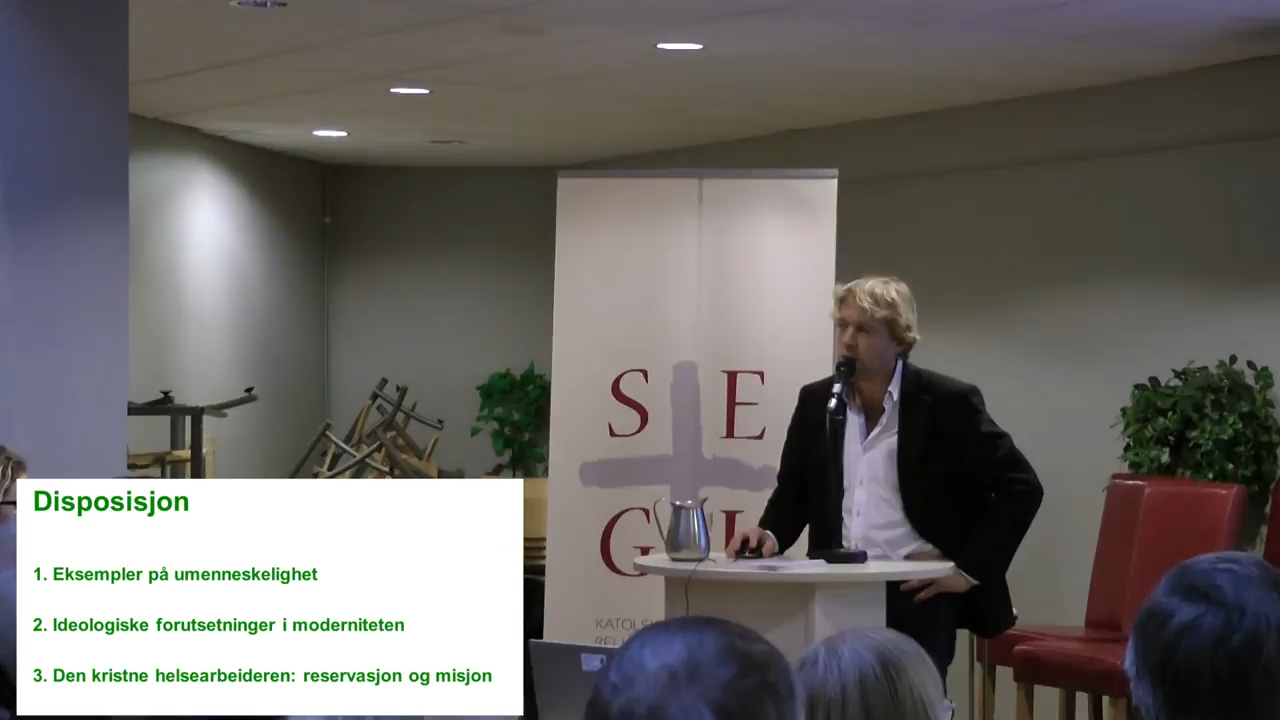 S E
G
Disposisjon
1. Eksempler på umenneskelighet
2. Ideologiske forutsetninger i moderniteten
3. Den kristne helsearbeideren: reservasjon og misjon